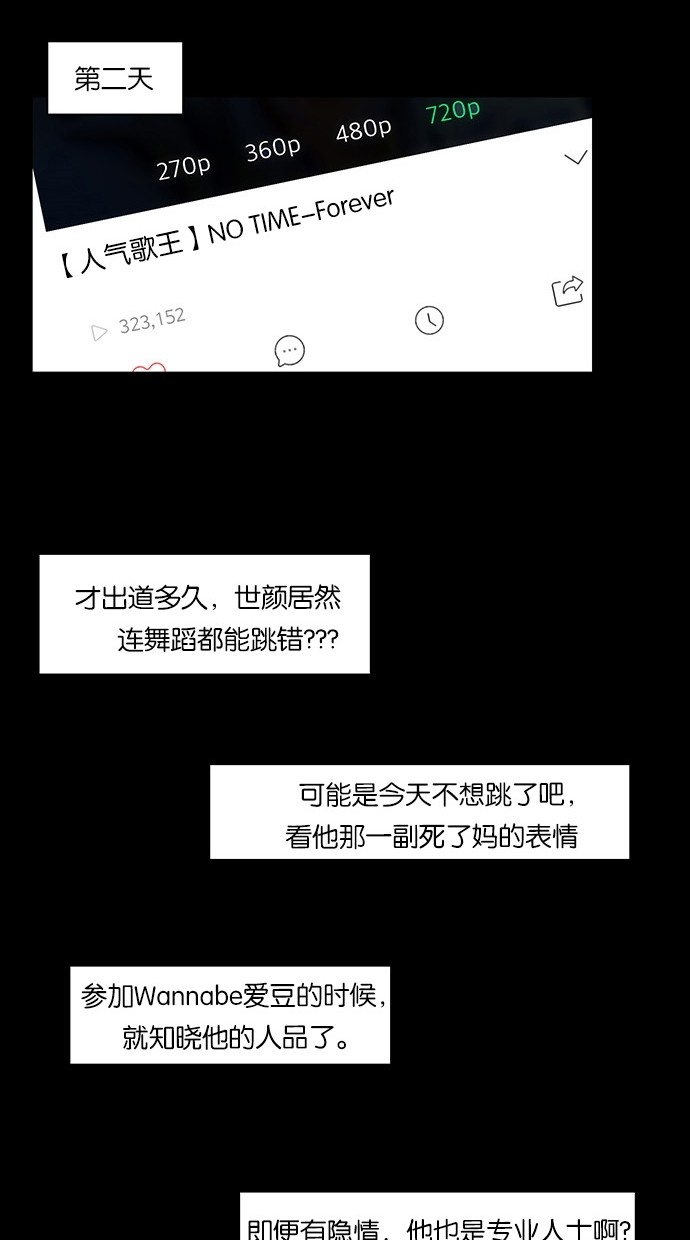 第二天
270p 360p 480p 720p
【人气歌王】NO TIME-Forever
323,152
才出道多久，世颜居然
连舞蹈都能跳错???
可能是今天不想跳了吧，
看他那一副死了妈的表情
参加Wannabe爱豆的时候，
就知晓他的人品了。
即便有隐情，他也是专业人士啊?